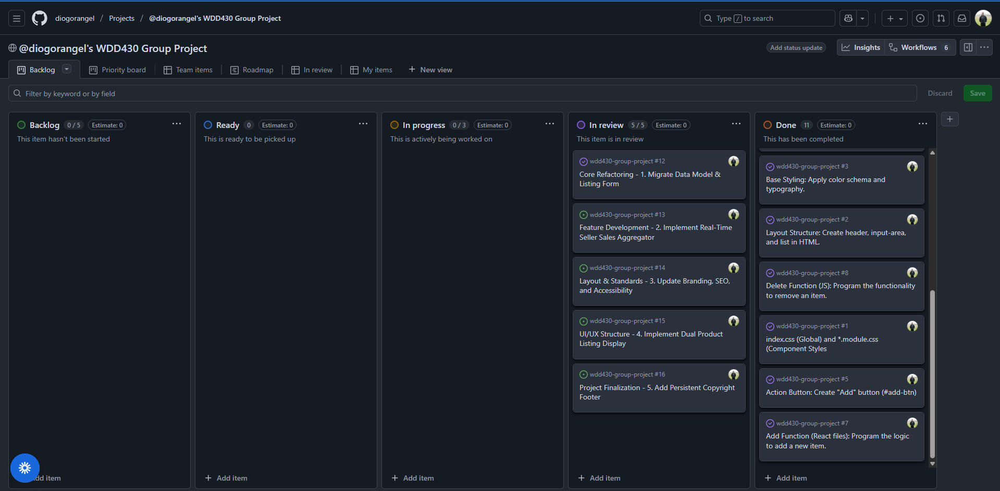 diogorangel / Projects / @diogorangel's WDD430 Group Project
Type / to search
@diogorangel's WDD430 Group Project
Add status update
Insights
Workflows 6
Backlog
Priority board
Team items
Roadmap
In review
My items
+ New view
Filter by keyword or by field
Discard
Save
Backlog 0 / 5 Estimate: 0
This item hasn't been started
dd item
Ready 0 Estimate: 0
This is ready to be picked up
+ Add item
In progress 0 / 3 Estimate: 0
This is actively being worked on
+ Add item
In review 5 / 5 Estimate: 0
This item is in review
wdd430-group-project #12
Core Refactoring - 1. Migrate Data Model &
Listing Form
wdd430-group-project #13
Feature Development - 2. Implement Real-Time
Seller Sales Aggregator
wdd430-group-project #14
Layout & Standards - 3. Update Branding, SEO,
and Accessibility
wdd430-group-project #15
UI/UX Structure - 4. Implement Dual Product
Listing Display
wdd430-group-project #16
Project Finalization - 5. Add Persistent Copyright
Footer
+ Add item
Done 11 Estimate: 0
This has been completed
wdd430-group-project #3
Base Styling: Apply color schema and
typography.
wdd430-group-project #2
Layout Structure: Create header, input-area,
and list in HTML.
wdd430-group-project #8
Delete Function (JS): Program the functionality
to remove an item.
wdd430-group-project #1
index.css (Global) and *.module.css
(Component Styles
wdd430-group-project #5
Action Button: Create "Add" button (#add-btn)
wdd430-group-project #7
Add Function (React files): Program the logic
to add a new item.
+ Add item